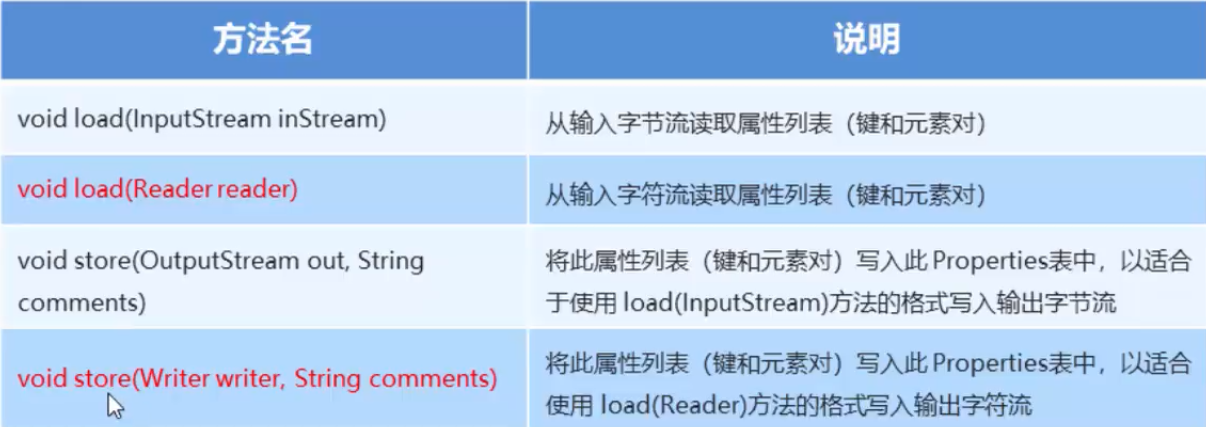 方法名
说明
void load(InputStream inStream)
从输入字节流读取属性列表（键和元素对）
void load(Reader reader)
从输入字符流读取属性列表（键和元素对）
void store(OutputStream out, String
comments)
将此属性列表（键和元素对）写入此 Properties表中，以适合
于使用 load(InputStream)方法的格式写入输出字节流
void store(Writer writer, String comments)
将此属性列表（键和元素对）写入此 Properties表中，以适合
使用 load(Reader)方法的格式写入输出字符流